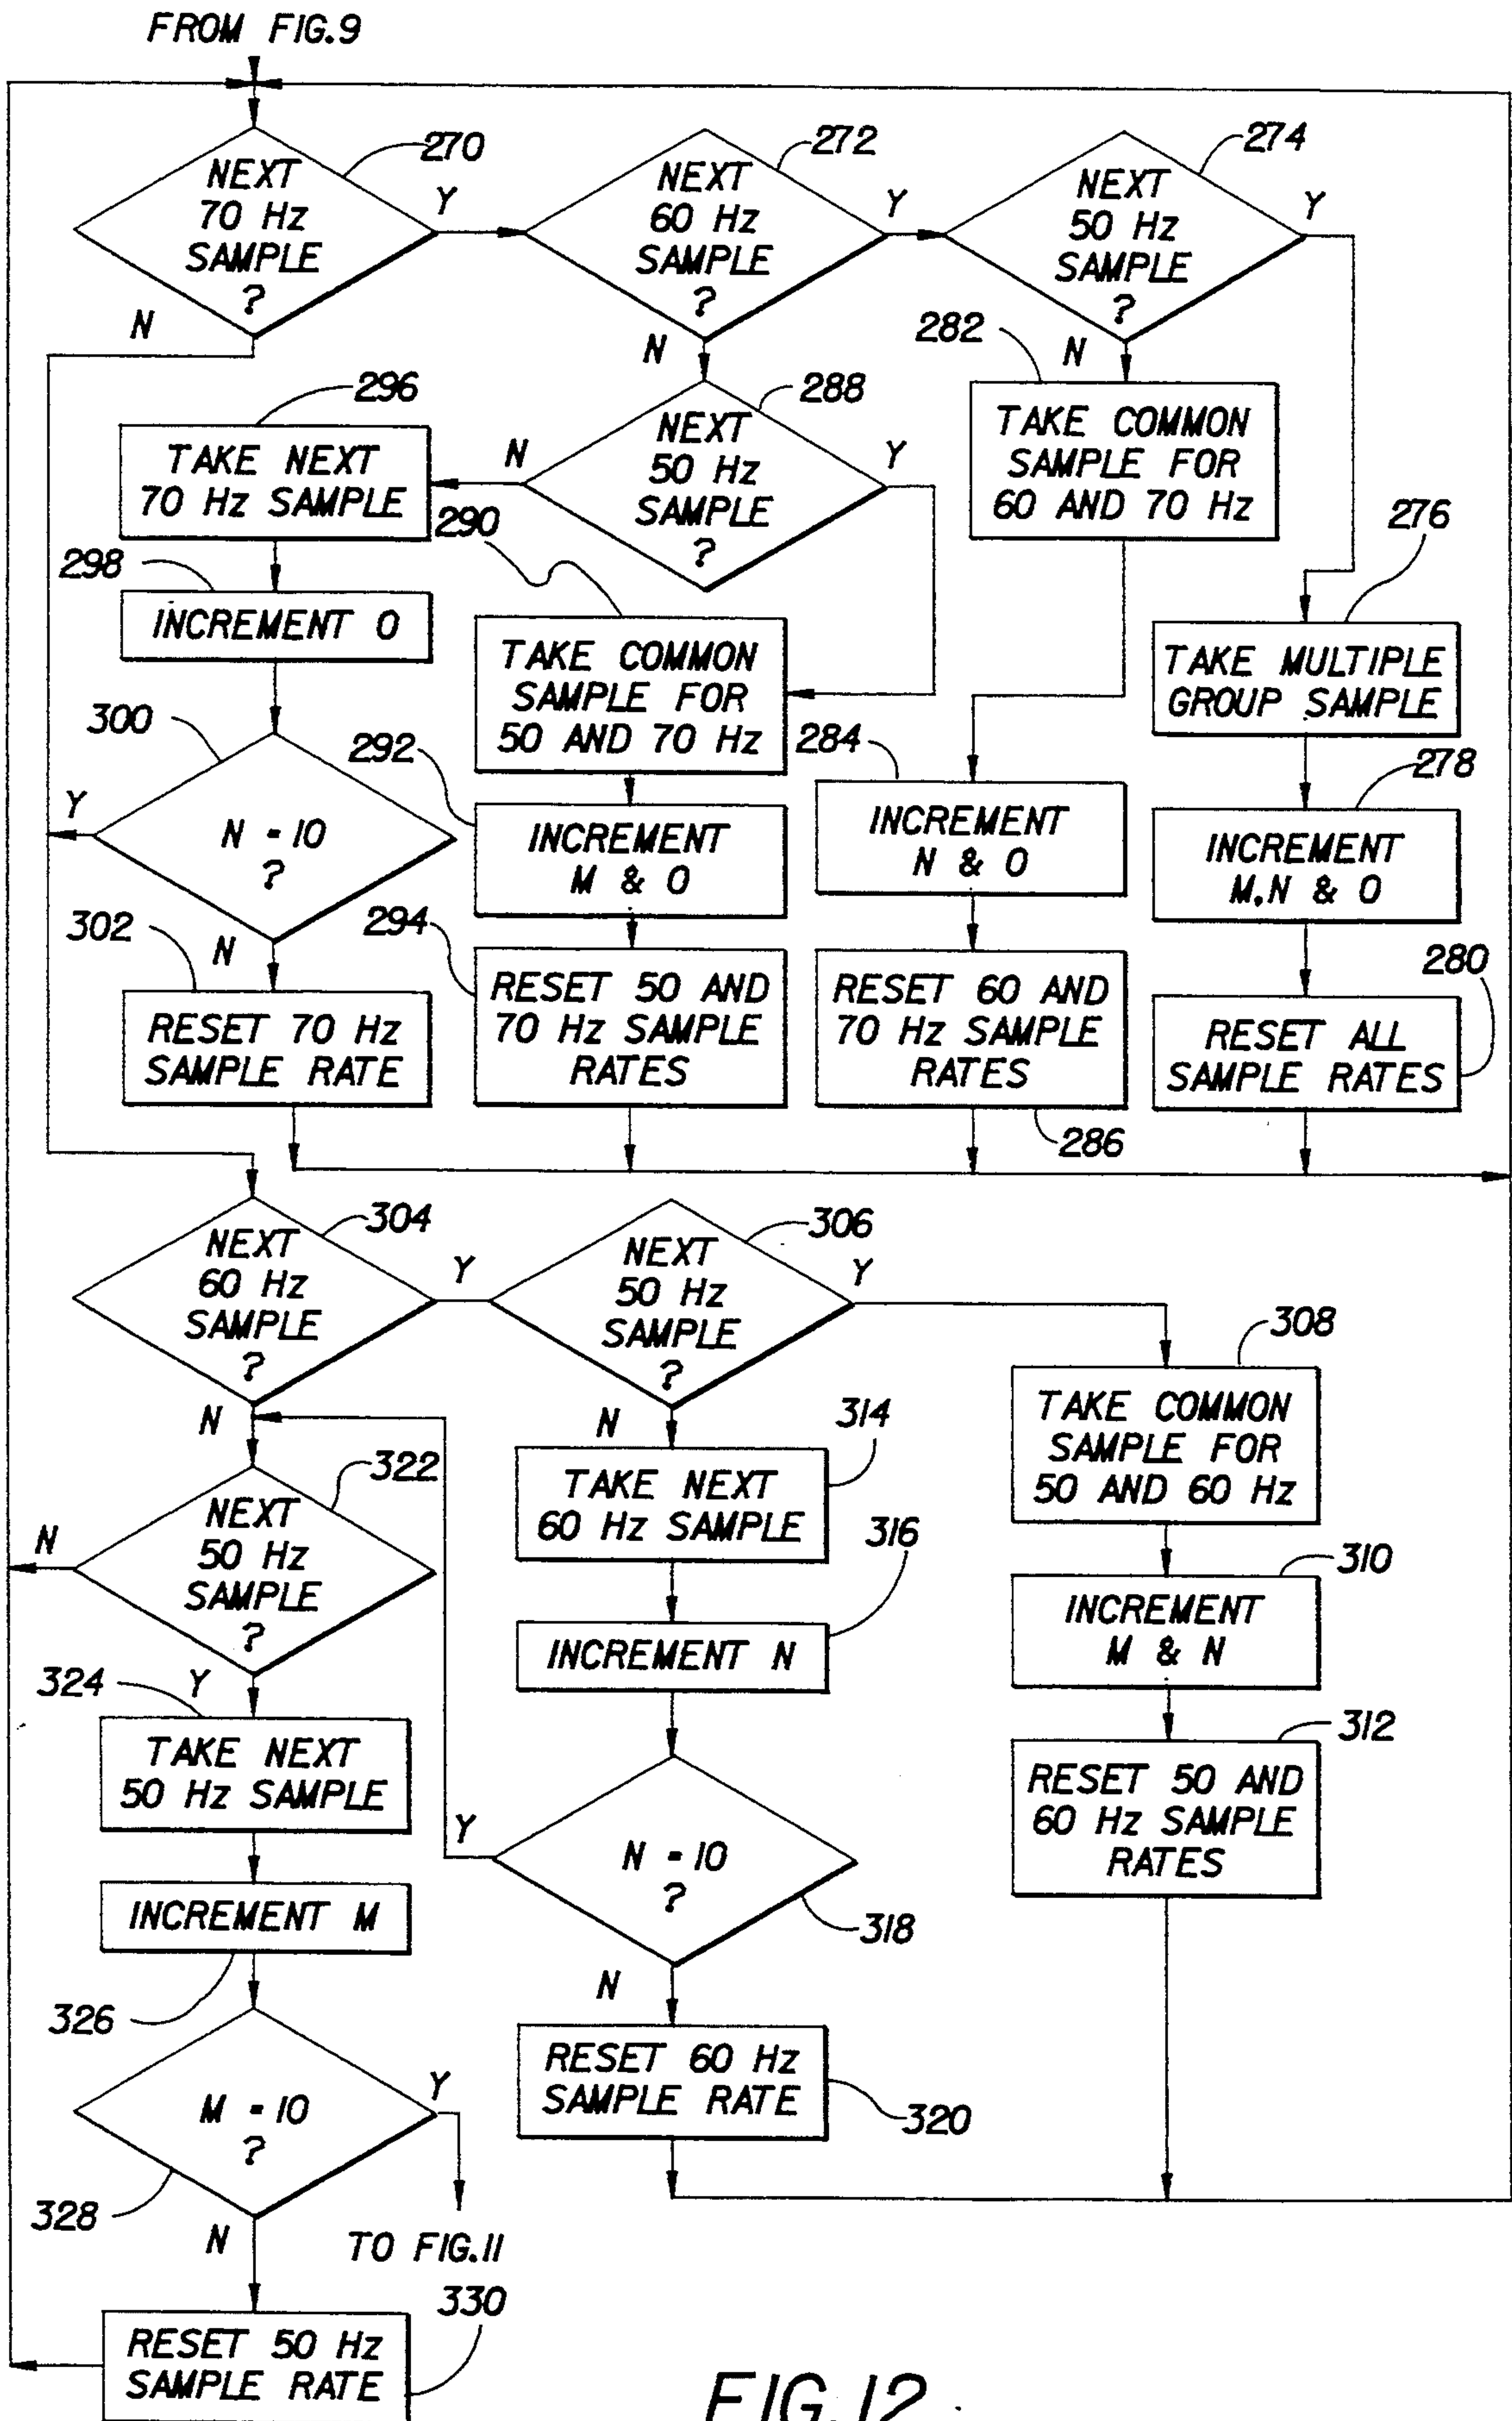 FROM FIG.9
NEXT
70 Hz
SAMPLE
?
270
Y
N
NEXT
60 Hz
SAMPLE
?
272
Y
N
NEXT
50 Hz
SAMPLE
?
274
Y
N
282
TAKE COMMON
SAMPLE FOR
60 AND 70 Hz
296
TAKE NEXT
70 Hz SAMPLE
288
NEXT
50 Hz
SAMPLE
?
N
Y
276
TAKE MULTIPLE
GROUP SAMPLE
298
INCREMENT O
290
TAKE COMMON
SAMPLE FOR
50 AND 70 Hz
300
N = 10
?
Y
N
292
INCREMENT
M & O
284
INCREMENT
N & O
278
INCREMENT
M,N & O
302
RESET 70 Hz
SAMPLE RATE
294
RESET 50 AND
70 Hz SAMPLE
RATES
RESET 60 AND
70 Hz SAMPLE
RATES
286
280
RESET ALL
SAMPLE RATES
304
NEXT
60 Hz
SAMPLE
?
Y
N
306
NEXT
50 Hz
SAMPLE
?
Y
N
308
TAKE COMMON
SAMPLE FOR
50 AND 60 Hz
322
NEXT
50 Hz
SAMPLE
?
N
Y
314
TAKE NEXT
60 Hz SAMPLE
316
INCREMENT N
310
INCREMENT
M & N
324
TAKE NEXT
50 Hz SAMPLE
312
RESET 50 AND
60 Hz SAMPLE
RATES
Y
N = 10
?
318
N
INCREMENT M
326
M = 10
?
Y
328
N
TO FIG.11
RESET 60 Hz
SAMPLE RATE
320
330
RESET 50 Hz
SAMPLE RATE
FIG.12